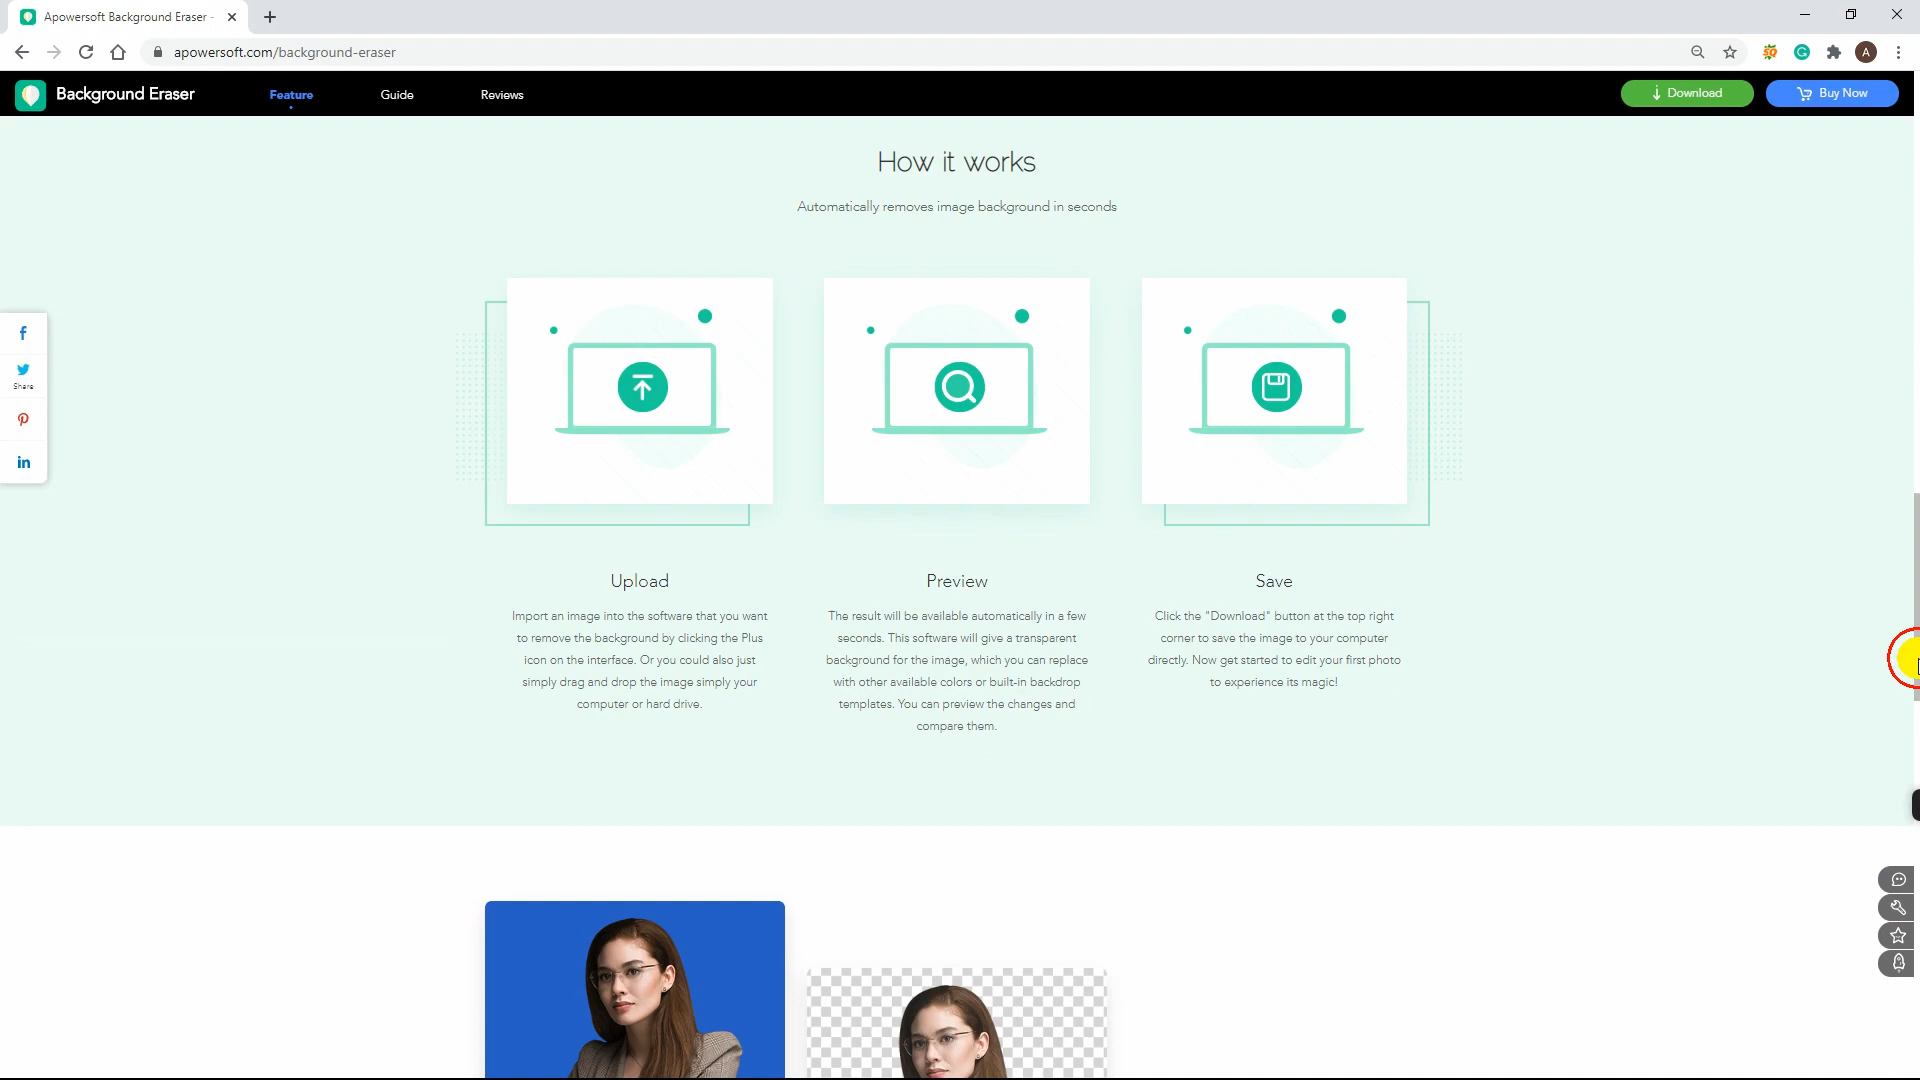 Apowersoft Background Eraser -
apowersoft.com/background-eraser
A
Background Eraser
Feature
Guide
Reviews
Download
Buy Now
How it works
Automatically removes image background in seconds
f
Share
in
Upload
Import an image into the software that you want
to remove the background by clicking the Plus
icon on the interface. Or you could also just
simply drag and drop the image simply your
computer or hard drive.
Preview
The result will be available automatically in a few
seconds. This software will give a transparent
background for the image, which you can replace
with other available colors or built-in backdrop
templates. You can preview the changes and
compare them.
Save
Click the "Download" button at the top right
corner to save the image to your computer
directly. Now get started to edit your first photo
to experience its magic!